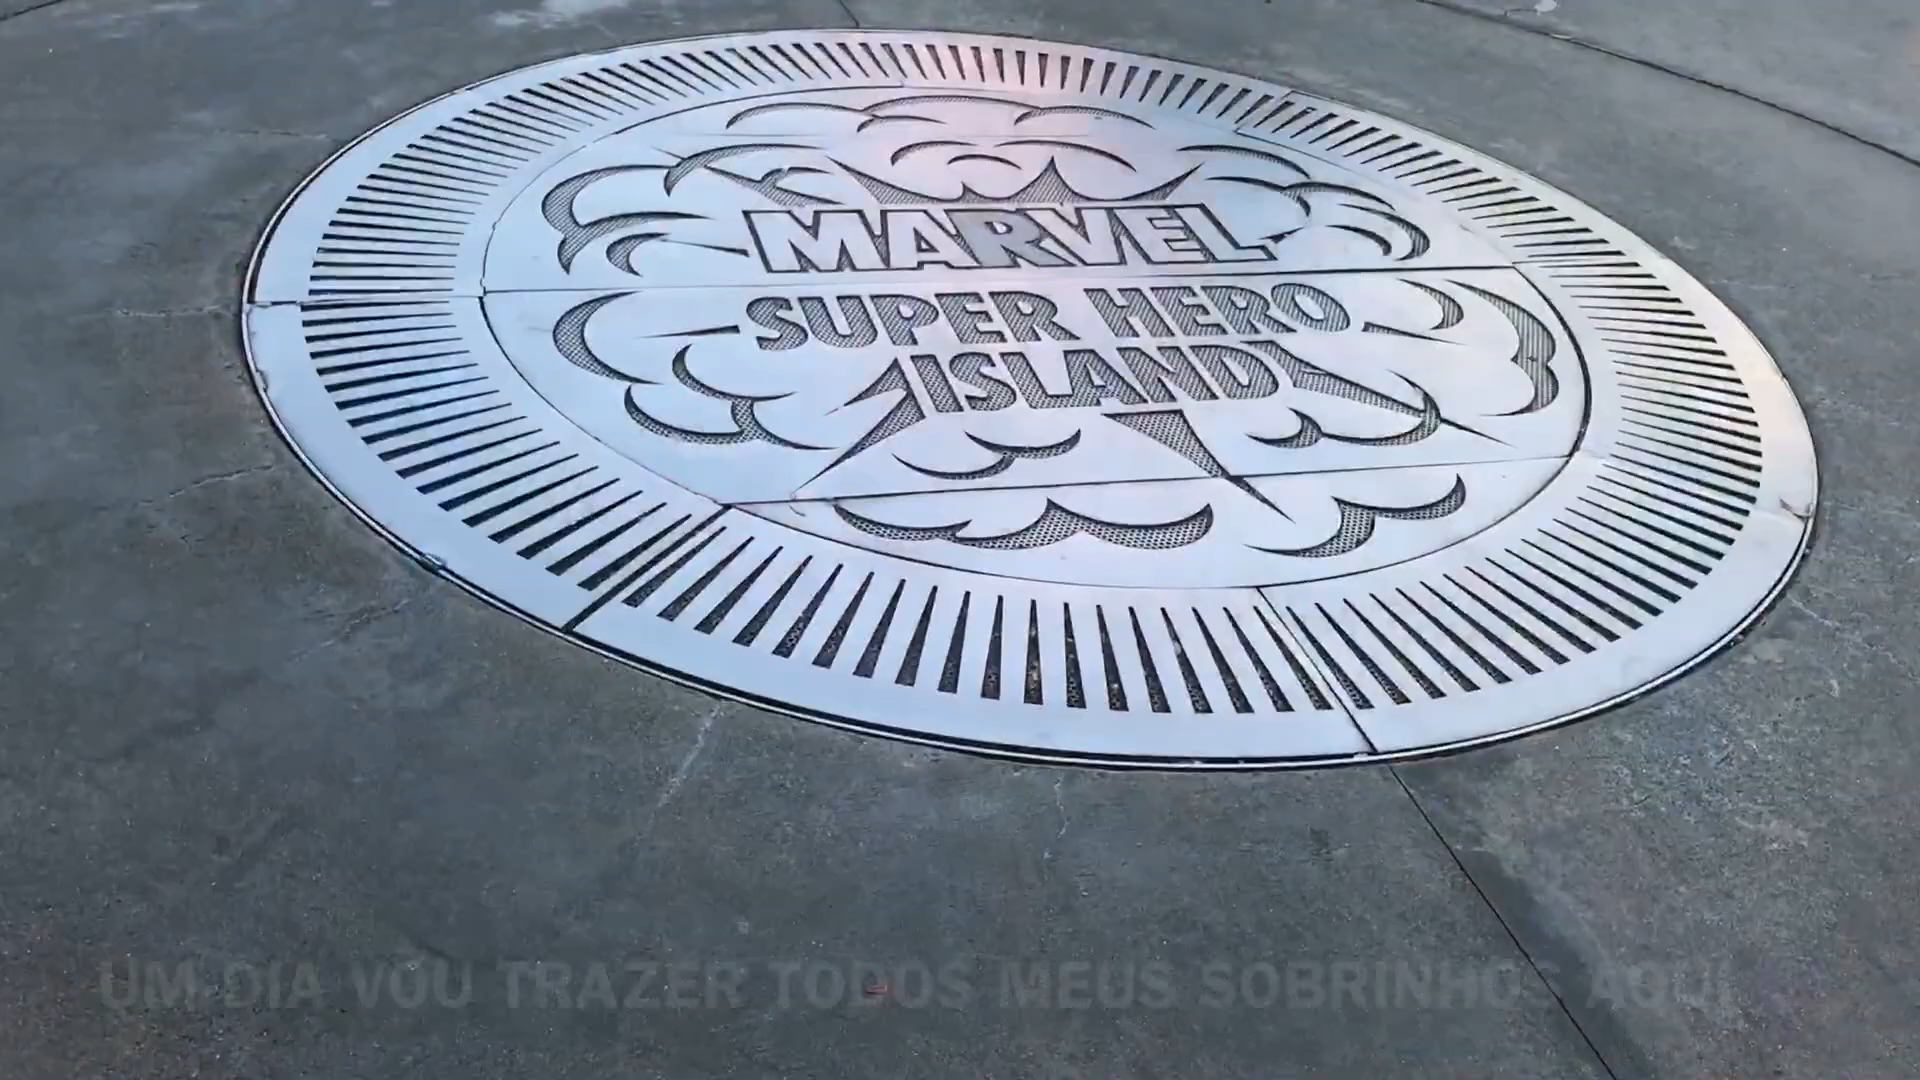 MARVEL
SUPER HERO
ISLAND
UM DIA VOU TRAZER TODOS MEUS SOBRINHOS AQUI